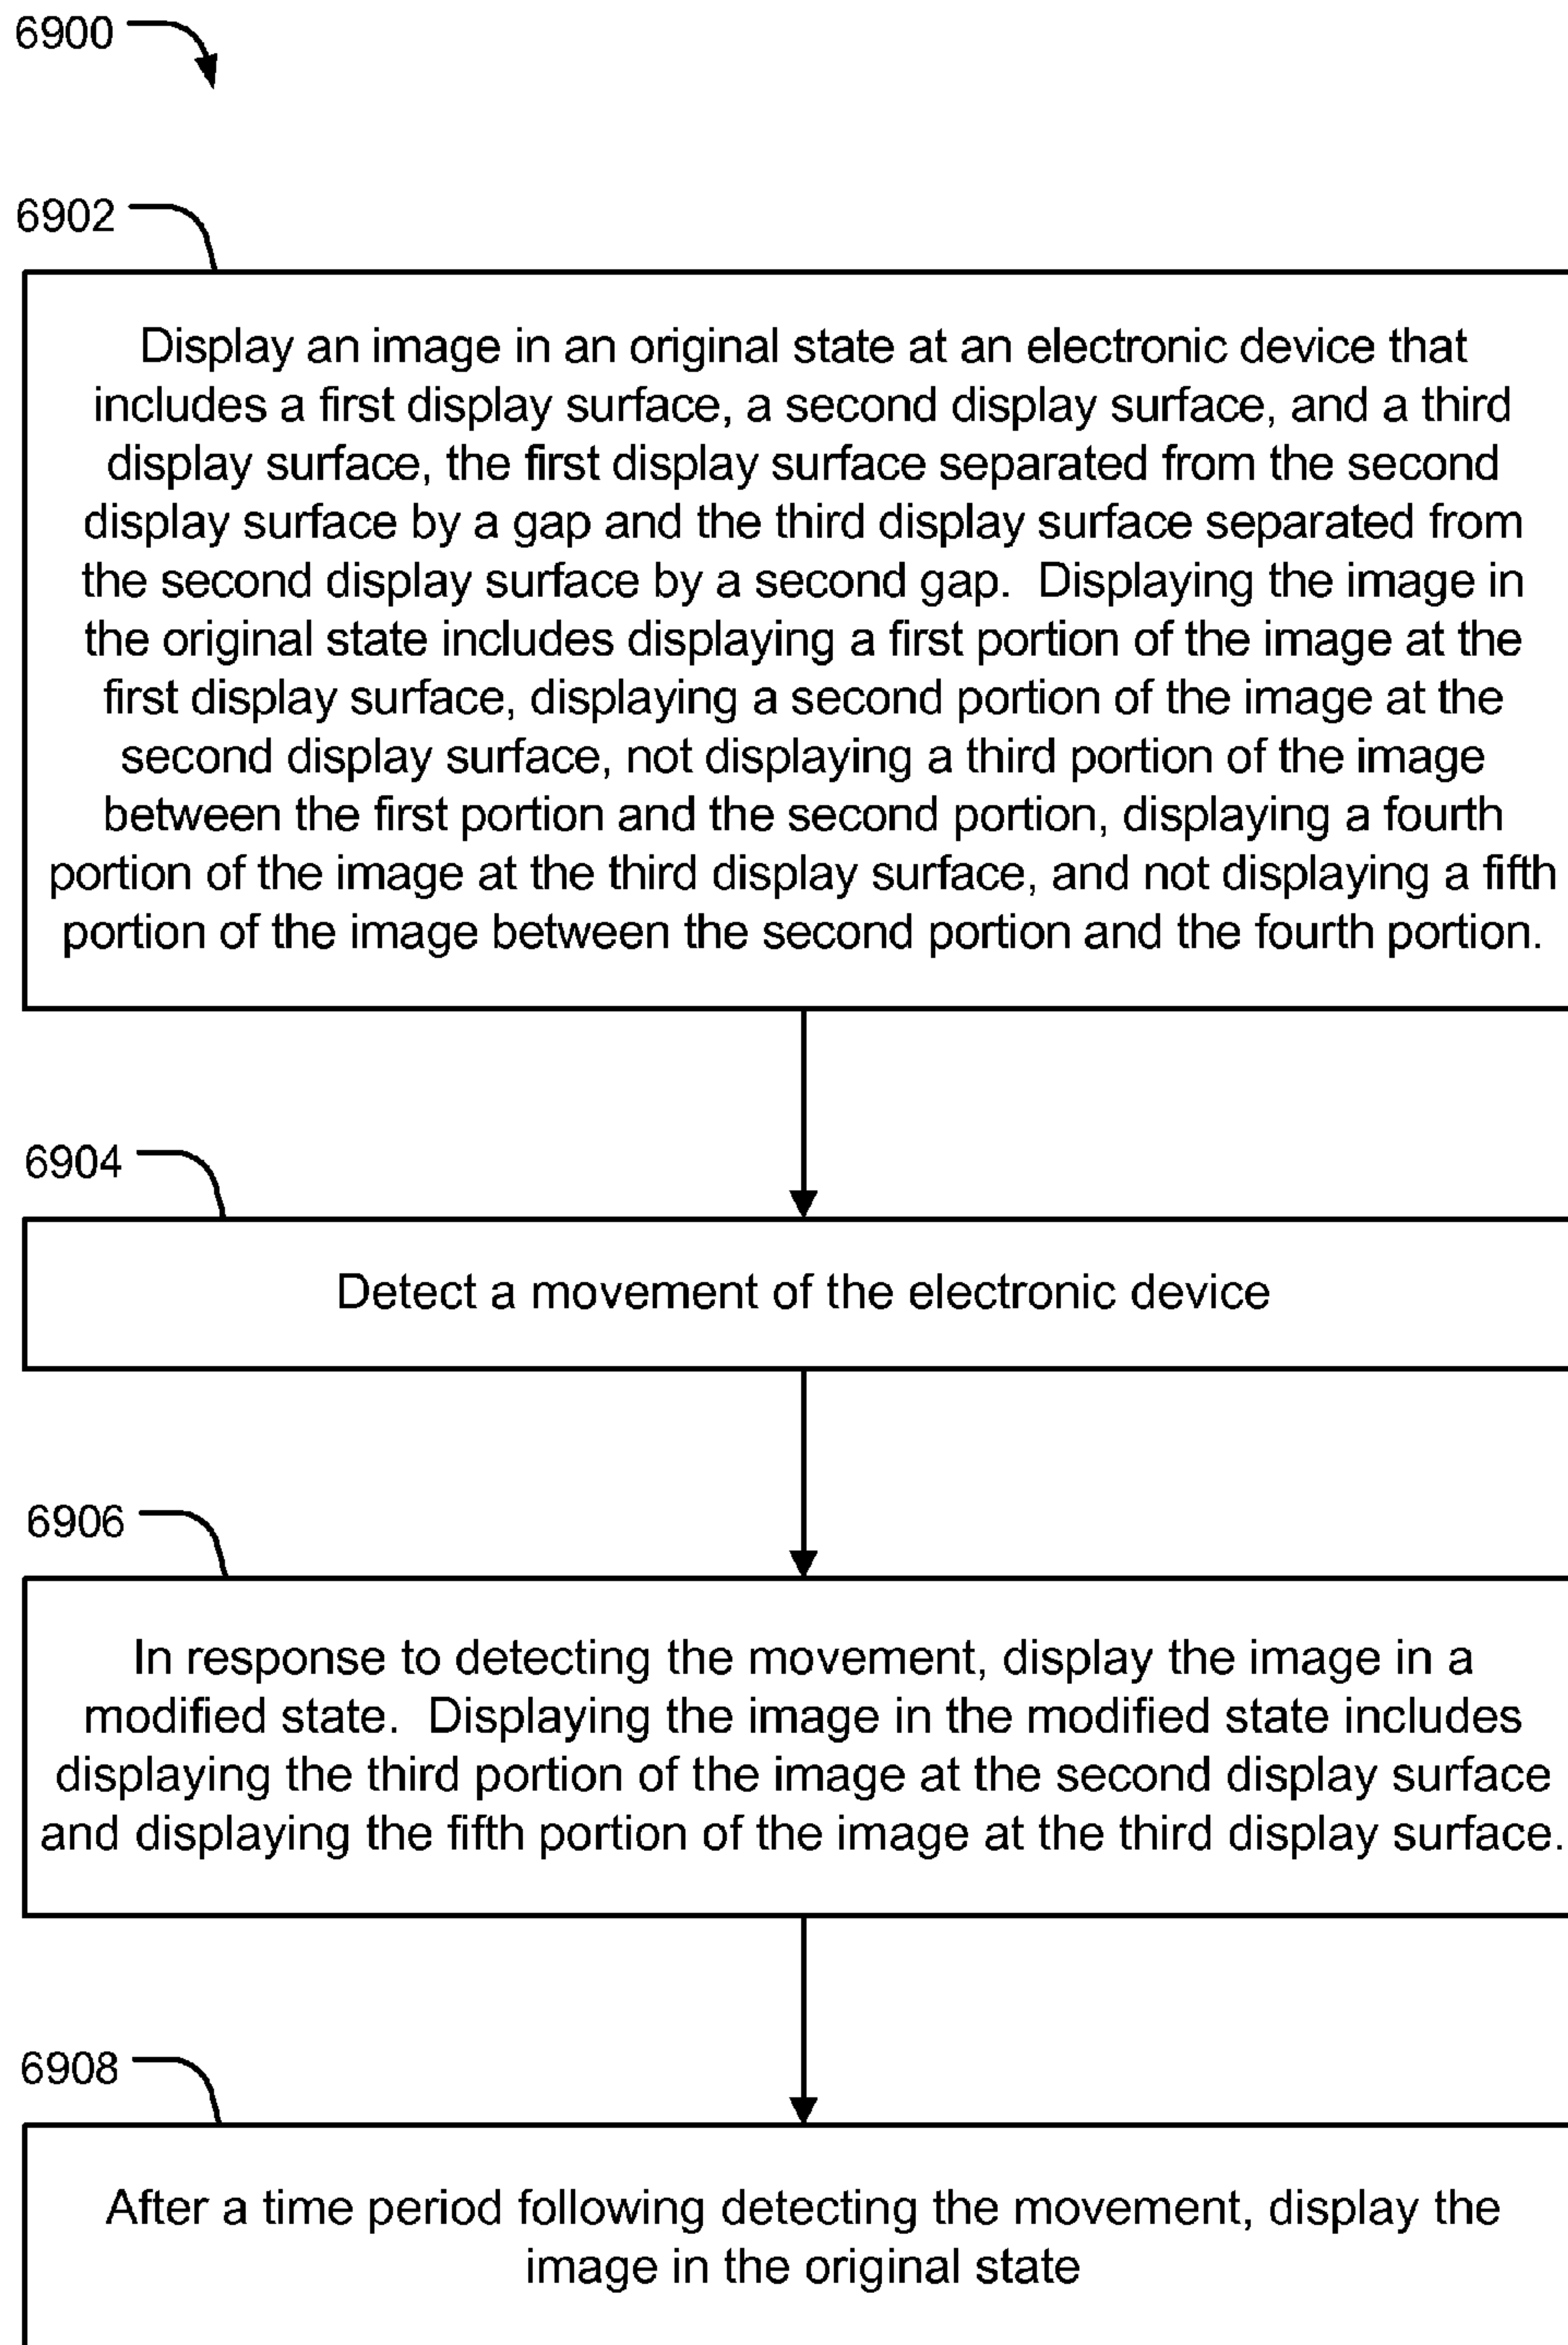 6900
6902
Display an image in an original state at an electronic device that
includes a first display surface, a second display surface, and a third
display surface, the first display surface separated from the second
display surface by a gap and the third display surface separated from
the second display surface by a second gap.  Displaying the image in
the original state includes displaying a first portion of the image at the
first display surface, displaying a second portion of the image at the
second display surface, not displaying a third portion of the image
between the first portion and the second portion, displaying a fourth
portion of the image at the third display surface, and not displaying a fifth
portion of the image between the second portion and the fourth portion.
6904
Detect a movement of the electronic device
6906
In response to detecting the movement, display the image in a
modified state.  Displaying the image in the modified state includes
displaying the third portion of the image at the second display surface
and displaying the fifth portion of the image at the third display surface.
6908
After a time period following detecting the movement, display the
image in the original state